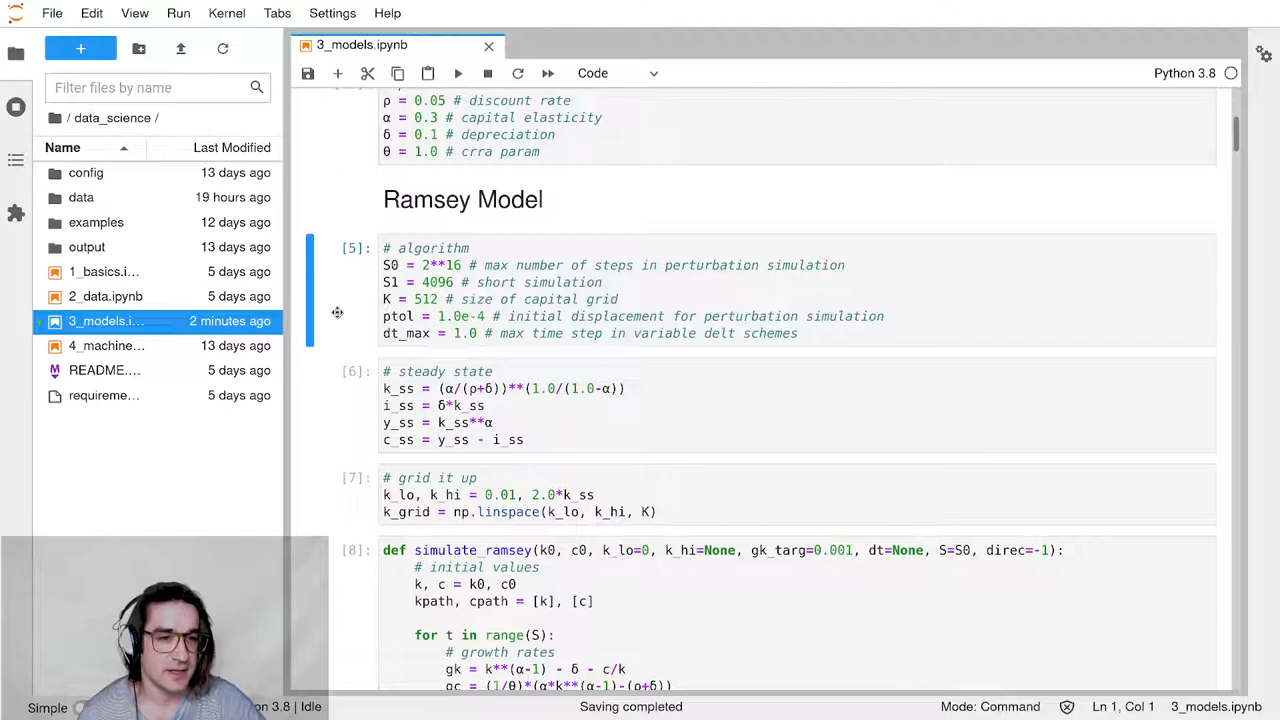 File Edit View Run Kernel Tabs Settings Help
3_models.ipynb
Filter files by name
Code
Python 3.8
/ data_science /
Name Last Modified
config 13 days ago
data 19 hours ago
examples 12 days ago
output 13 days ago
1_basics.i… 5 days ago
2_data.ipynb 5 days ago
3_models.i… 2 minutes ago
4_machine… 13 days ago
README.… 5 days ago
requireme… 5 days ago
ρ = 0.05 # discount rate
α = 0.3 # capital elasticity
δ = 0.1 # depreciation
θ = 1.0 # crra param
Ramsey Model
[5]: # algorithm
S0 = 2**16 # max number of steps in perturbation simulation
S1 = 4096 # short simulation
K = 512 # size of capital grid
ptol = 1.0e-4 # initial displacement for perturbation simulation
dt_max = 1.0 # max time step in variable delt schemes
[6]: # steady state
k_ss = (α/(ρ+δ))**(1.0/(1.0-α))
i_ss = δ*k_ss
y_ss = k_ss**α
c_ss = y_ss - i_ss
[7]: # grid it up
k_lo, k_hi = 0.01, 2.0*k_ss
k_grid = np.linspace(k_lo, k_hi, K)
[8]: def simulate_ramsey(k0, c0, k_lo=0, k_hi=None, gk_targ=0.001, dt=None, S=S0, direc=-1):
# initial values
k, c = k0, c0
kpath, cpath = [k], [c]
for t in range(S):
# growth rates
gk = k**(α-1) - δ - c/k
gc = (1/θ)*(α*k**(α-1)-(ρ+δ))
Simple
on 3.8 | Idle
Saving completed
Mode: Command
Ln 1, Col 1
3_models.ipynb